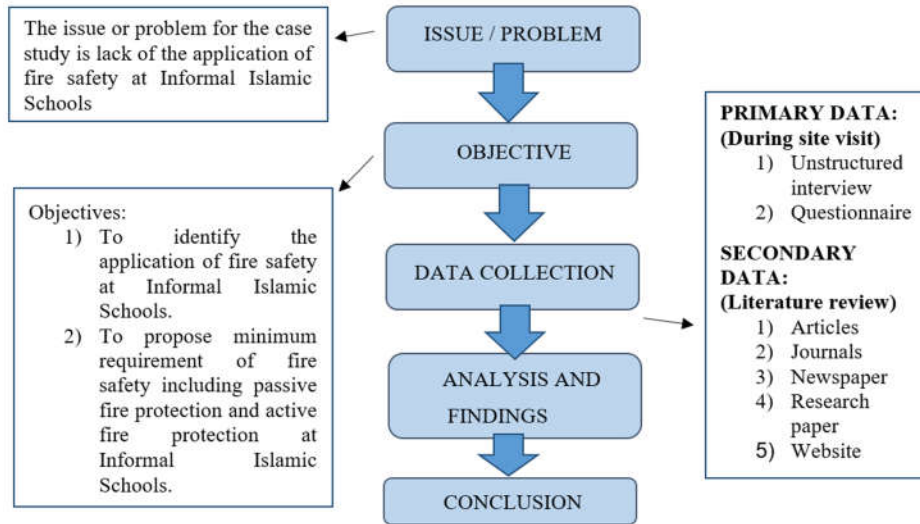 The issue or problem for the case
study is lack of the application of
fire safety at Informal Islamic
Schools
ISSUE / PROBLEM
OBJECTIVE
Objectives:
1) To identify the
application of fire safety
at Informal Islamic
Schools.
2) To propose minimum
requirement of fire
safety including passive
fire protection and active
fire protection at
Informal Islamic
Schools.
DATA COLLECTION
PRIMARY DATA:
(During site visit)
1) Unstructured
interview
2) Questionnaire
SECONDARY
DATA:
(Literature review)
1) Articles
2) Journals
3) Newspaper
4) Research
paper
5) Website
ANALYSIS AND
FINDINGS
CONCLUSION